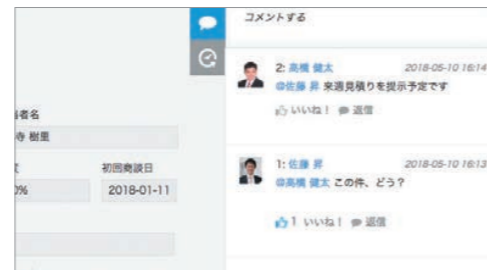 コメントする
2: 高橋 健太 2018-05-10 16:14
@佐藤 昇 来週見積りを提示予定です
いいね! 返信
当者名
寺 樹里
初回商談日
0% 2018-01-11
1: 佐藤 昇 2018-05-10 16:13
@高橋 健太 この件、どう?
1 いいね! 返信